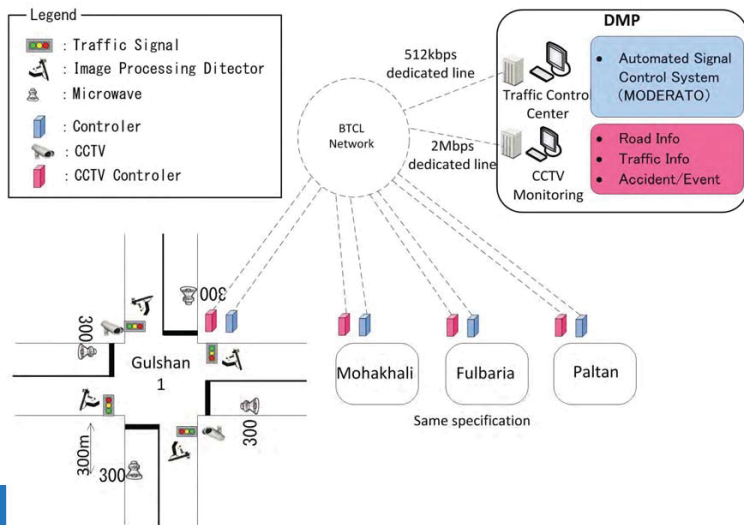 Legend
: Traffic Signal
: Image Processing Ditector
: Microwave
: Controler
: CCTV
: CCTV Controler
BTCL
Network
512kbps
dedicated line
2Mbps
dedicated line
DMP
Traffic Control
Center
CCTV
Monitoring
• Automated Signal
Control System
(MODERATO)
• Road Info
• Traffic Info
• Accident/Event
300
300
Gulshan
1
300
300m
300
Mohakhali
Fulbaria
Paltan
Same specification